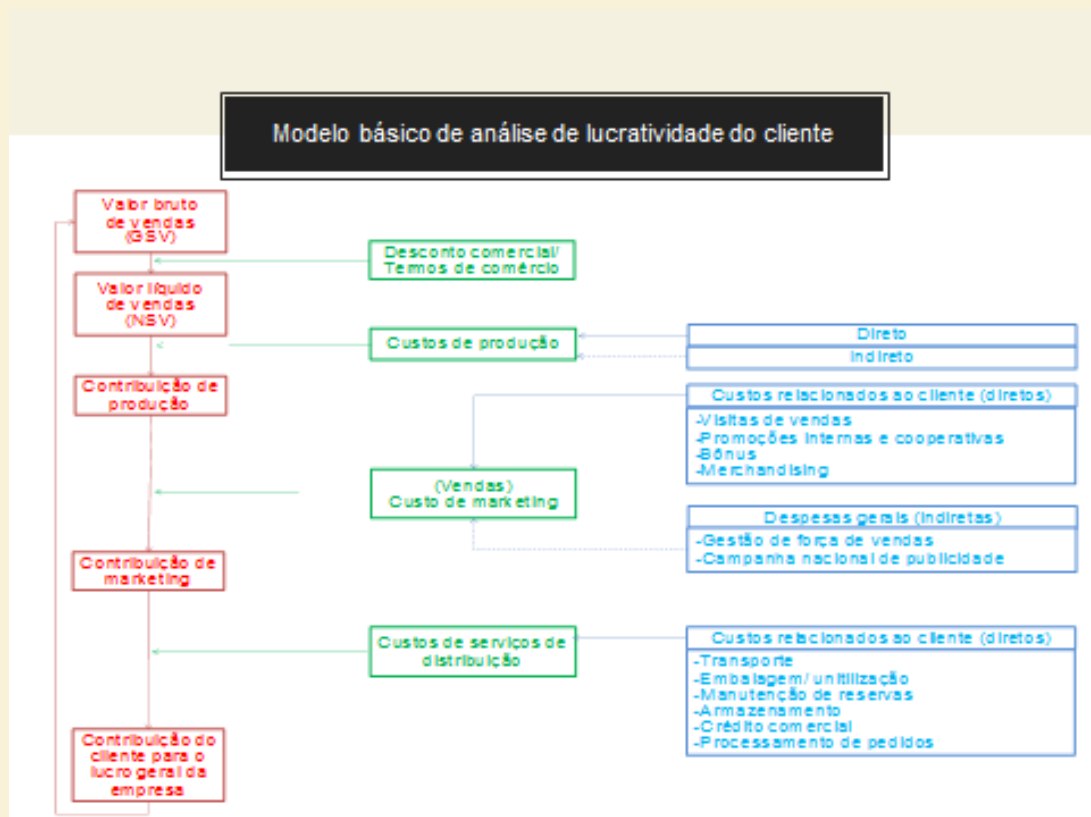 Modelo básico de análise de lucratividade do cliente
Valor bruto
de vendas
(GSV)
Desconto comercial/
Termos de comércio
Valor líquido
de vendas
(NSV)
Custos de produção
Direto
Indireto
Contribuição de
produção
Custos relacionados ao cliente (diretos)
-Visitas de vendas
-Promoções internas e cooperativas
-Bônus
-Merchandising
(Vendas)
Custo de marketing
Despesas gerais (indiretas)
-Gestão de força de vendas
-Campanha nacional de publicidade
Contribuição de
marketing
Custos de serviços de
distribuição
Custos relacionados ao cliente (diretos)
-Transporte
-Embalagem/ unitilização
-Manutenção de reservas
-Armazenamento
-Crédito comercial
-Processamento de pedidos
Contribuição do
cliente para o
lucro geral da
empresa